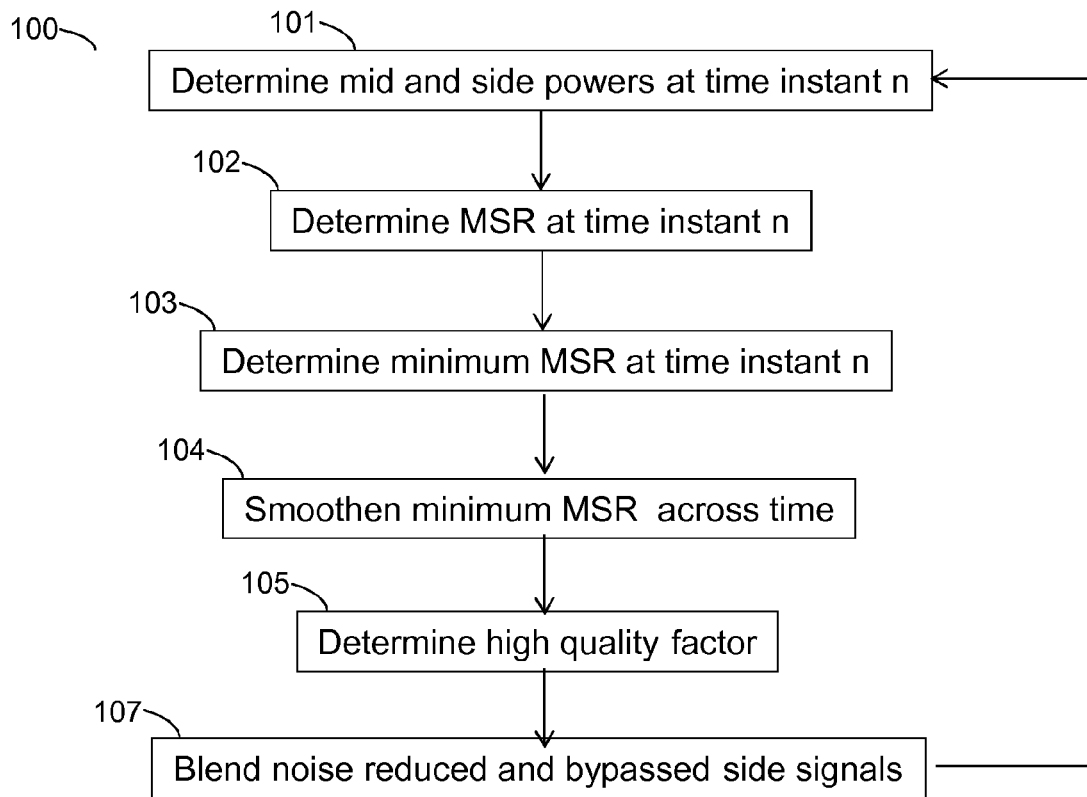 100
101
Determine mid and side powers at time instant n
102
Determine MSR at time instant n
103
Determine minimum MSR at time instant n
104
Smoothen minimum MSR across time
105
Determine high quality factor
107
Blend noise reduced and bypassed side signals